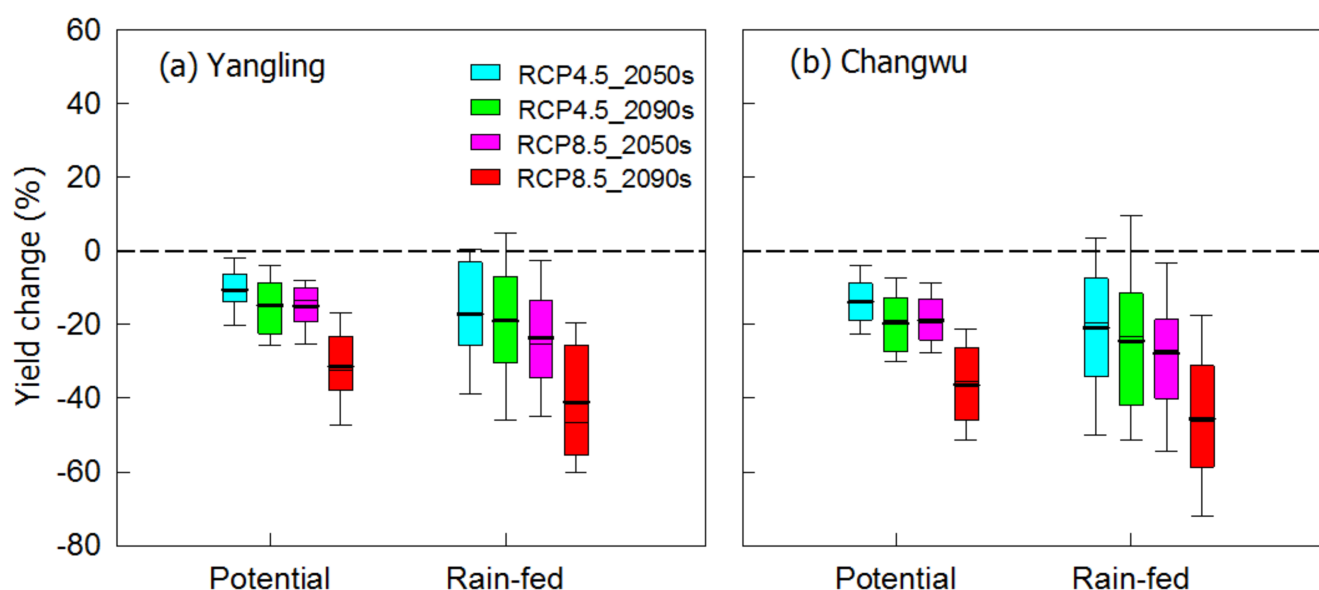 Yield change (%)
60
40
20
0
-20
-40
-60
-80
(a) Yangling
RCP4.5_2050s
RCP4.5_2090s
RCP8.5_2050s
RCP8.5_2090s
Potential
Rain-fed
(b) Changwu
Potential
Rain-fed